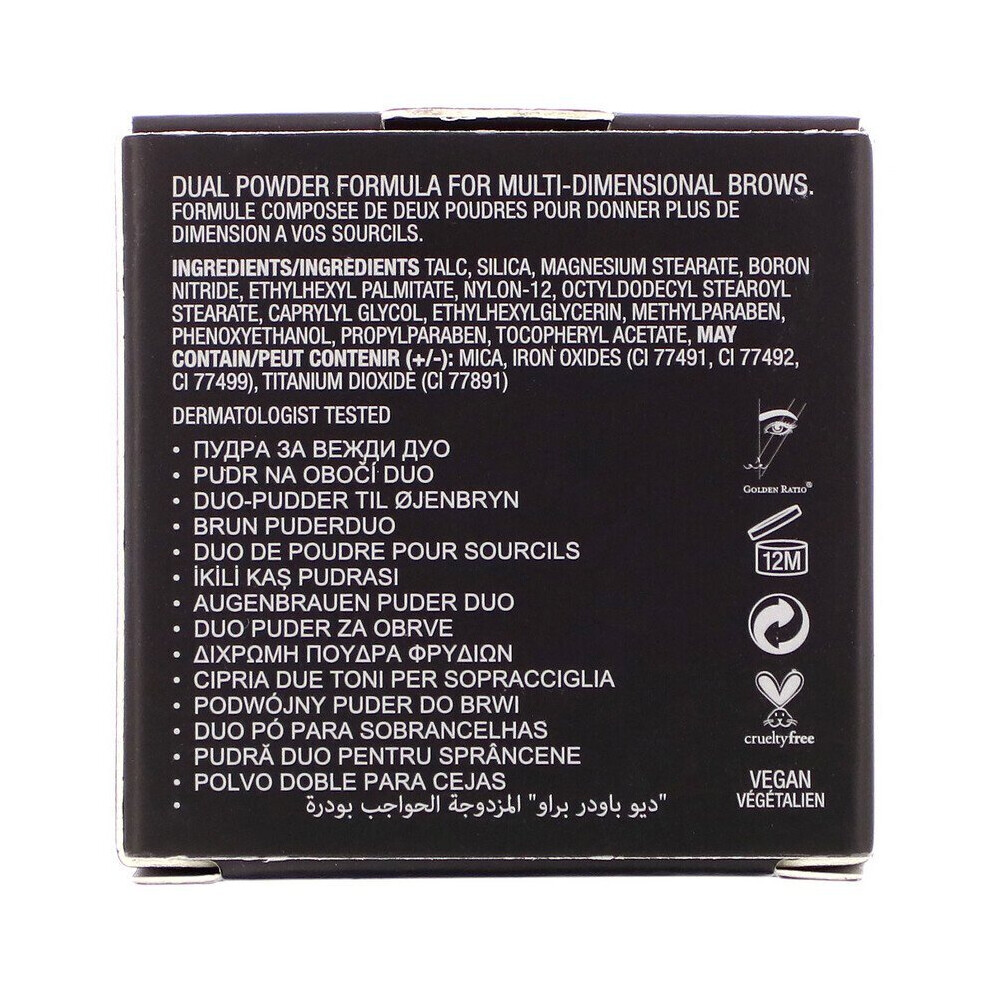 DUAL POWDER FORMULA FOR MULTI-DIMENSIONAL BROWS.
FORMULE COMPOSEE DE DEUX POUDRES POUR DONNER PLUS DE
DIMENSION A VOS SOURCILS.
INGREDIENTS/INGRÉDIENTS TALC, SILICA, MAGNESIUM STEARATE, BORON
NITRIDE, ETHYLHEXYL PALMITATE, NYLON-12, OCTYLDODECYL STEAROYL
STEARATE, CAPRYLYL GLYCOL, ETHYLHEXYLGLYCERIN, METHYLPARABEN,
PHENOXYETHANOL, PROPYLPARABEN, TOCOPHERYL ACETATE, MAY
CONTAIN/PEUT CONTENIR (+/-): MICA, IRON OXIDES (CI 77491, CI 77492,
CI 77499), TITANIUM DIOXIDE (CI 77891)
DERMATOLOGIST TESTED
• ПУДРА ЗА ВЕЖДИ ДУО
• PUDR NA OBOČÍ DUO
• DUO-PUDDER TIL ØJENBRYN
• BRUN PUDERDUO
• DUO DE POUDRE POUR SOURCILS
• İKİLİ KAŞ PUDRASI
• AUGENBRAUEN PUDER DUO
• DUO PUDER ZA OBRVE
• ΔΙΧΡΩΜΗ ΠΟΥΔΡΑ ΦΡΥΔΙΩΝ
• CIPRIA DUE TONI PER SOPRACCIGLIA
• PODWÓJNY PUDER DO BRWI
• DUO PÓ PARA SOBRANCELHAS
• PUDRĂ DUO PENTRU SPRÂNCENE
• POLVO DOBLE PARA CEJAS
• "ديو باودر براو" المزدوجة الحواجب بودرة
GOLDEN RATIO®
12M
crueltyfree
VEGAN
VÉGÉTALIEN